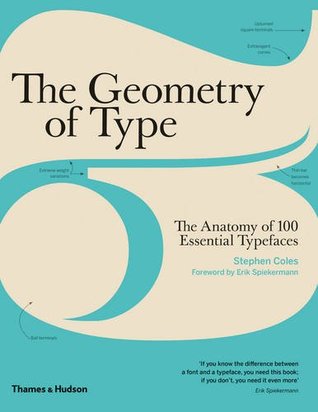 Upturned
square terminals
Extravagant
curves
The Geometry
of Type
Extreme weight
variations
Thinnest
becomes
horizontal
The Anatomy of 100
Essential Typefaces
Stephen Coles
Foreword by Erik Spiekermann
Ball terminals
'If you know the difference between
a font and a typeface, you need this book;
if you don't, you need it even more'
Erik Spiekermann
Thames & Hudson